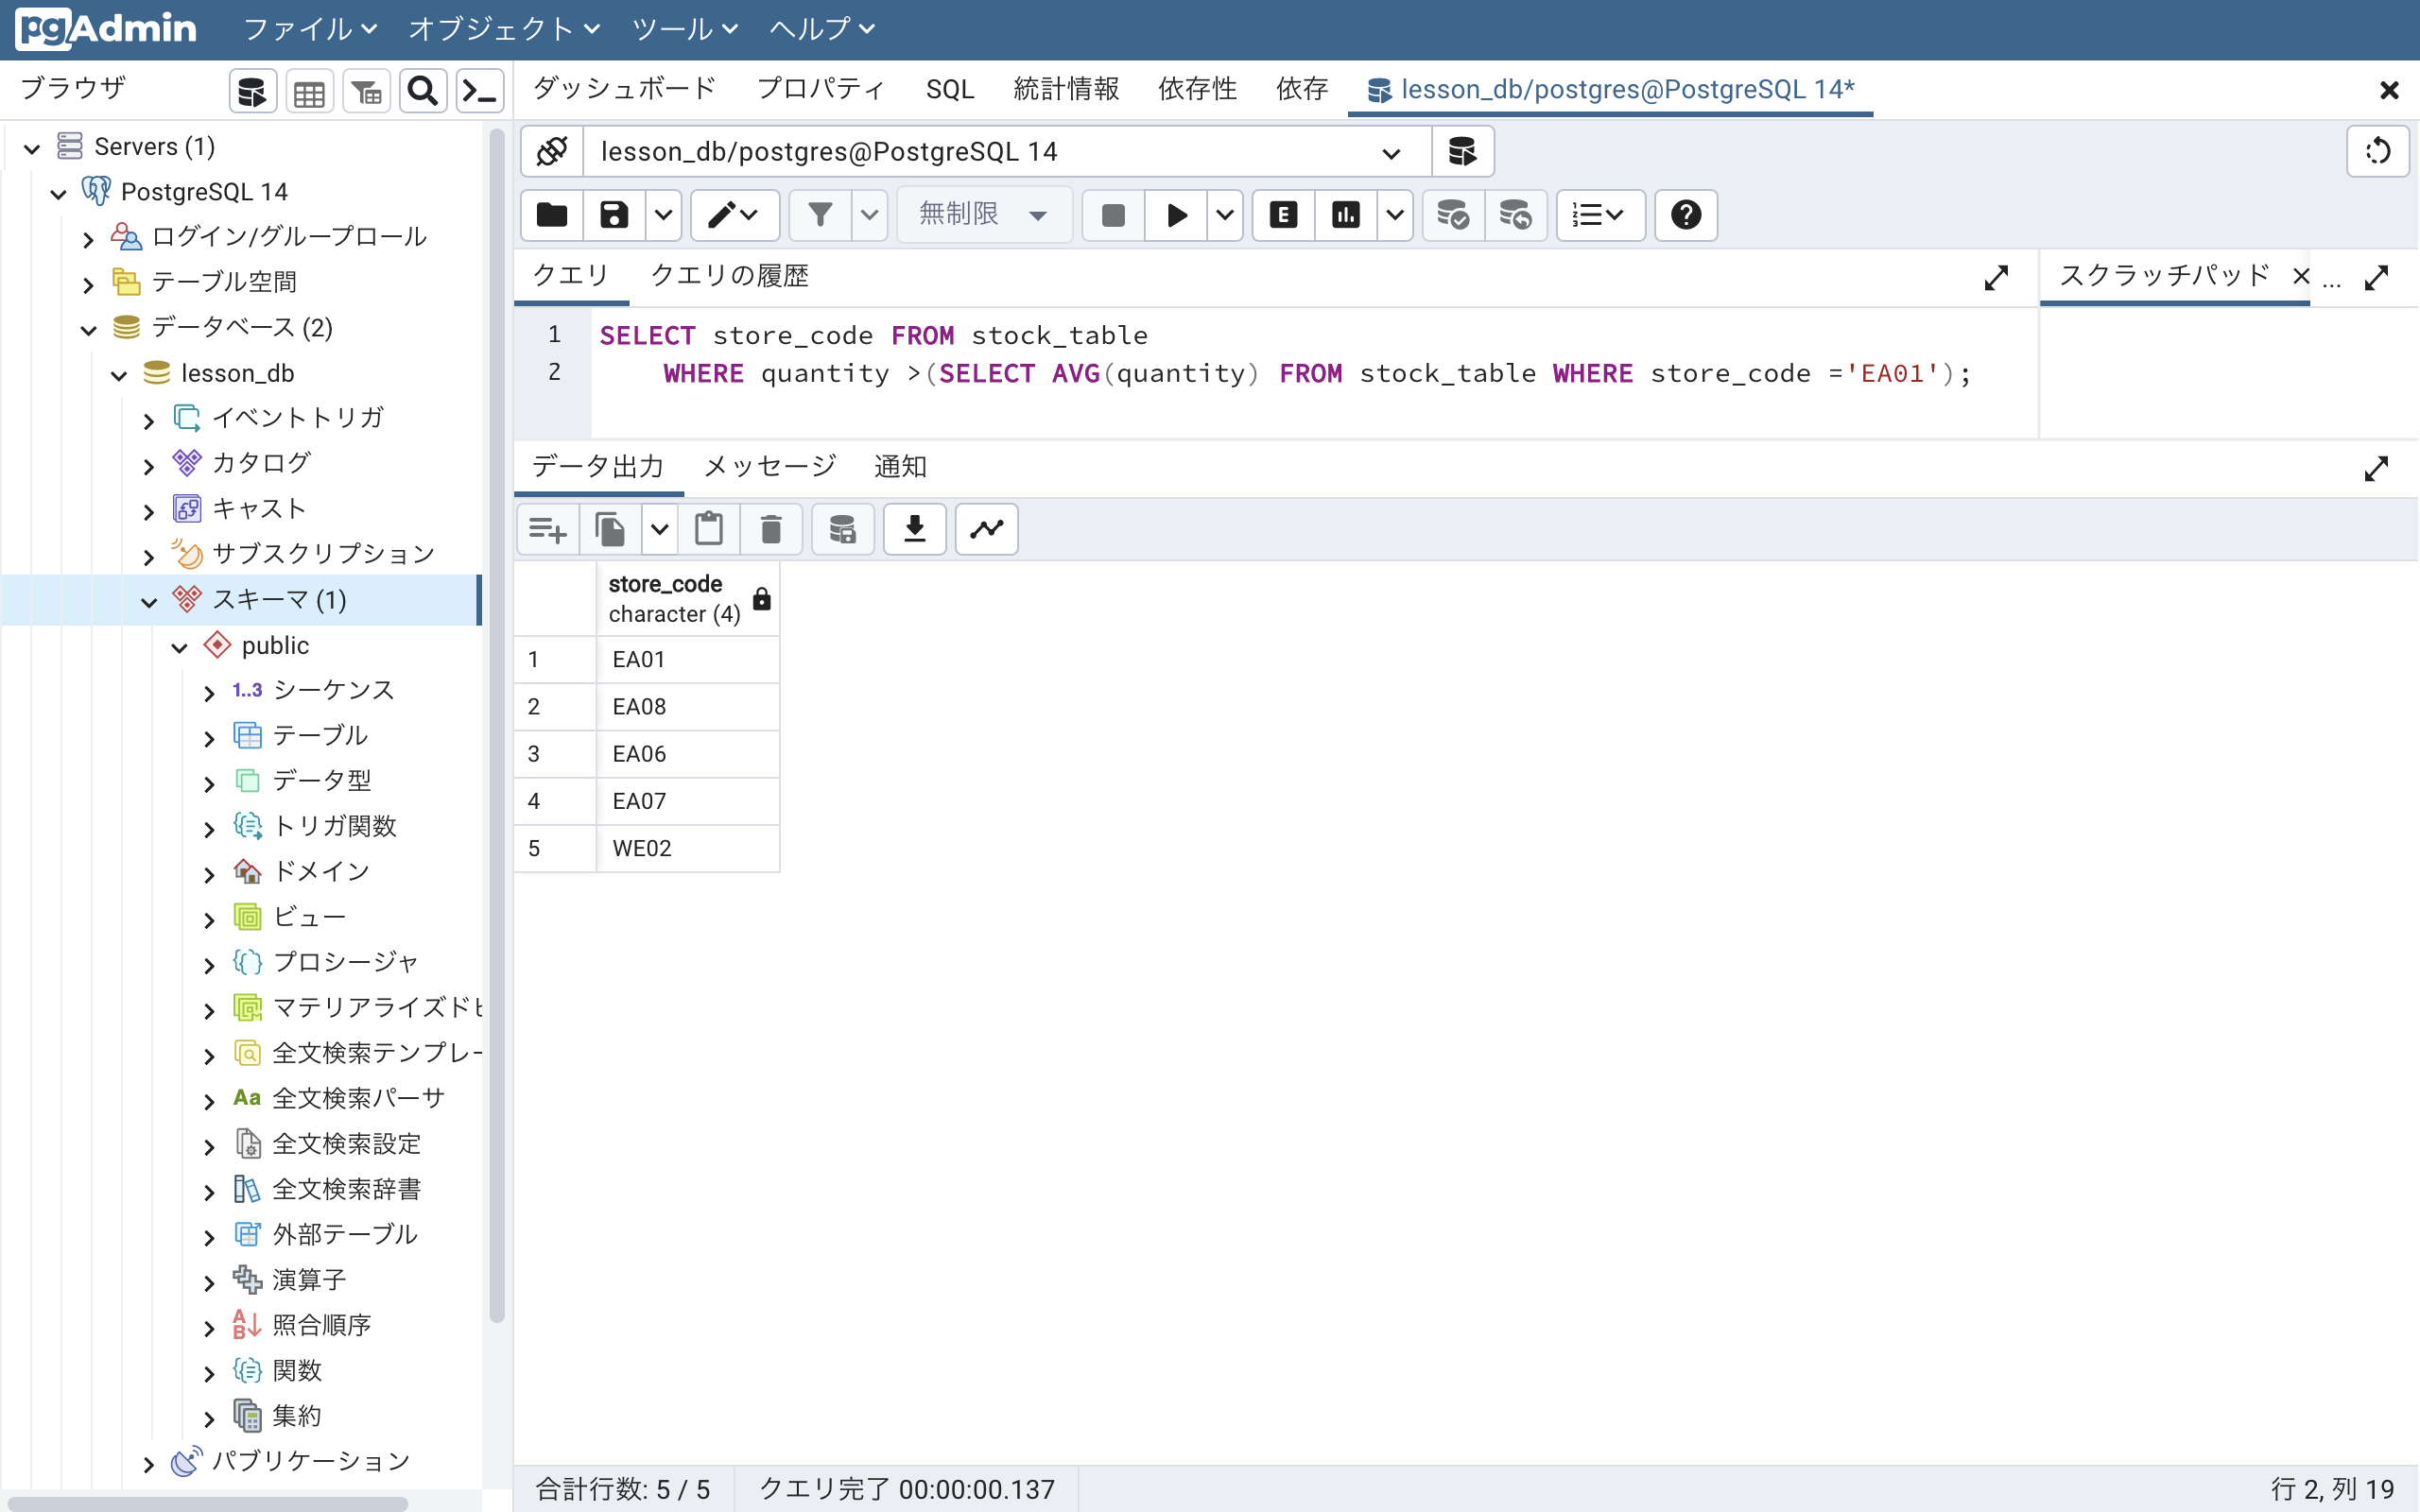 pgAdmin ファイル オブジェクト ツール ヘルプ
ブラウザ
ダッシュボード プロパティ SQL 統計情報 依存性 依存 lesson_db/postgres@PostgreSQL 14*
Servers (1)
PostgreSQL 14
ログイン/グループロール
テーブル空間
データベース (2)
lesson_db
イベントトリガ
カタログ
キャスト
サブスクリプション
スキーマ (1)
public
1..3 シーケンス
テーブル
データ型
トリガ関数
ドメイン
ビュー
プロシージャ
マテリアライズドビ
全文検索テンプレー
Aa 全文検索パーサ
全文検索設定
全文検索辞書
外部テーブル
演算子
照合順序
関数
集約
パブリケーション
lesson_db/postgres@PostgreSQL 14
無制限
E
クエリ クエリの履歴
スクラッチパッド ...
1 SELECT store_code FROM stock_table
2 WHERE quantity >(SELECT AVG(quantity) FROM stock_table WHERE store_code ='EA01');
データ出力 メッセージ 通知
store_code
character (4)
1 EA01
2 EA08
3 EA06
4 EA07
5 WE02
合計行数: 5 / 5 クエリ完了 00:00:00.137 行 2, 列 19